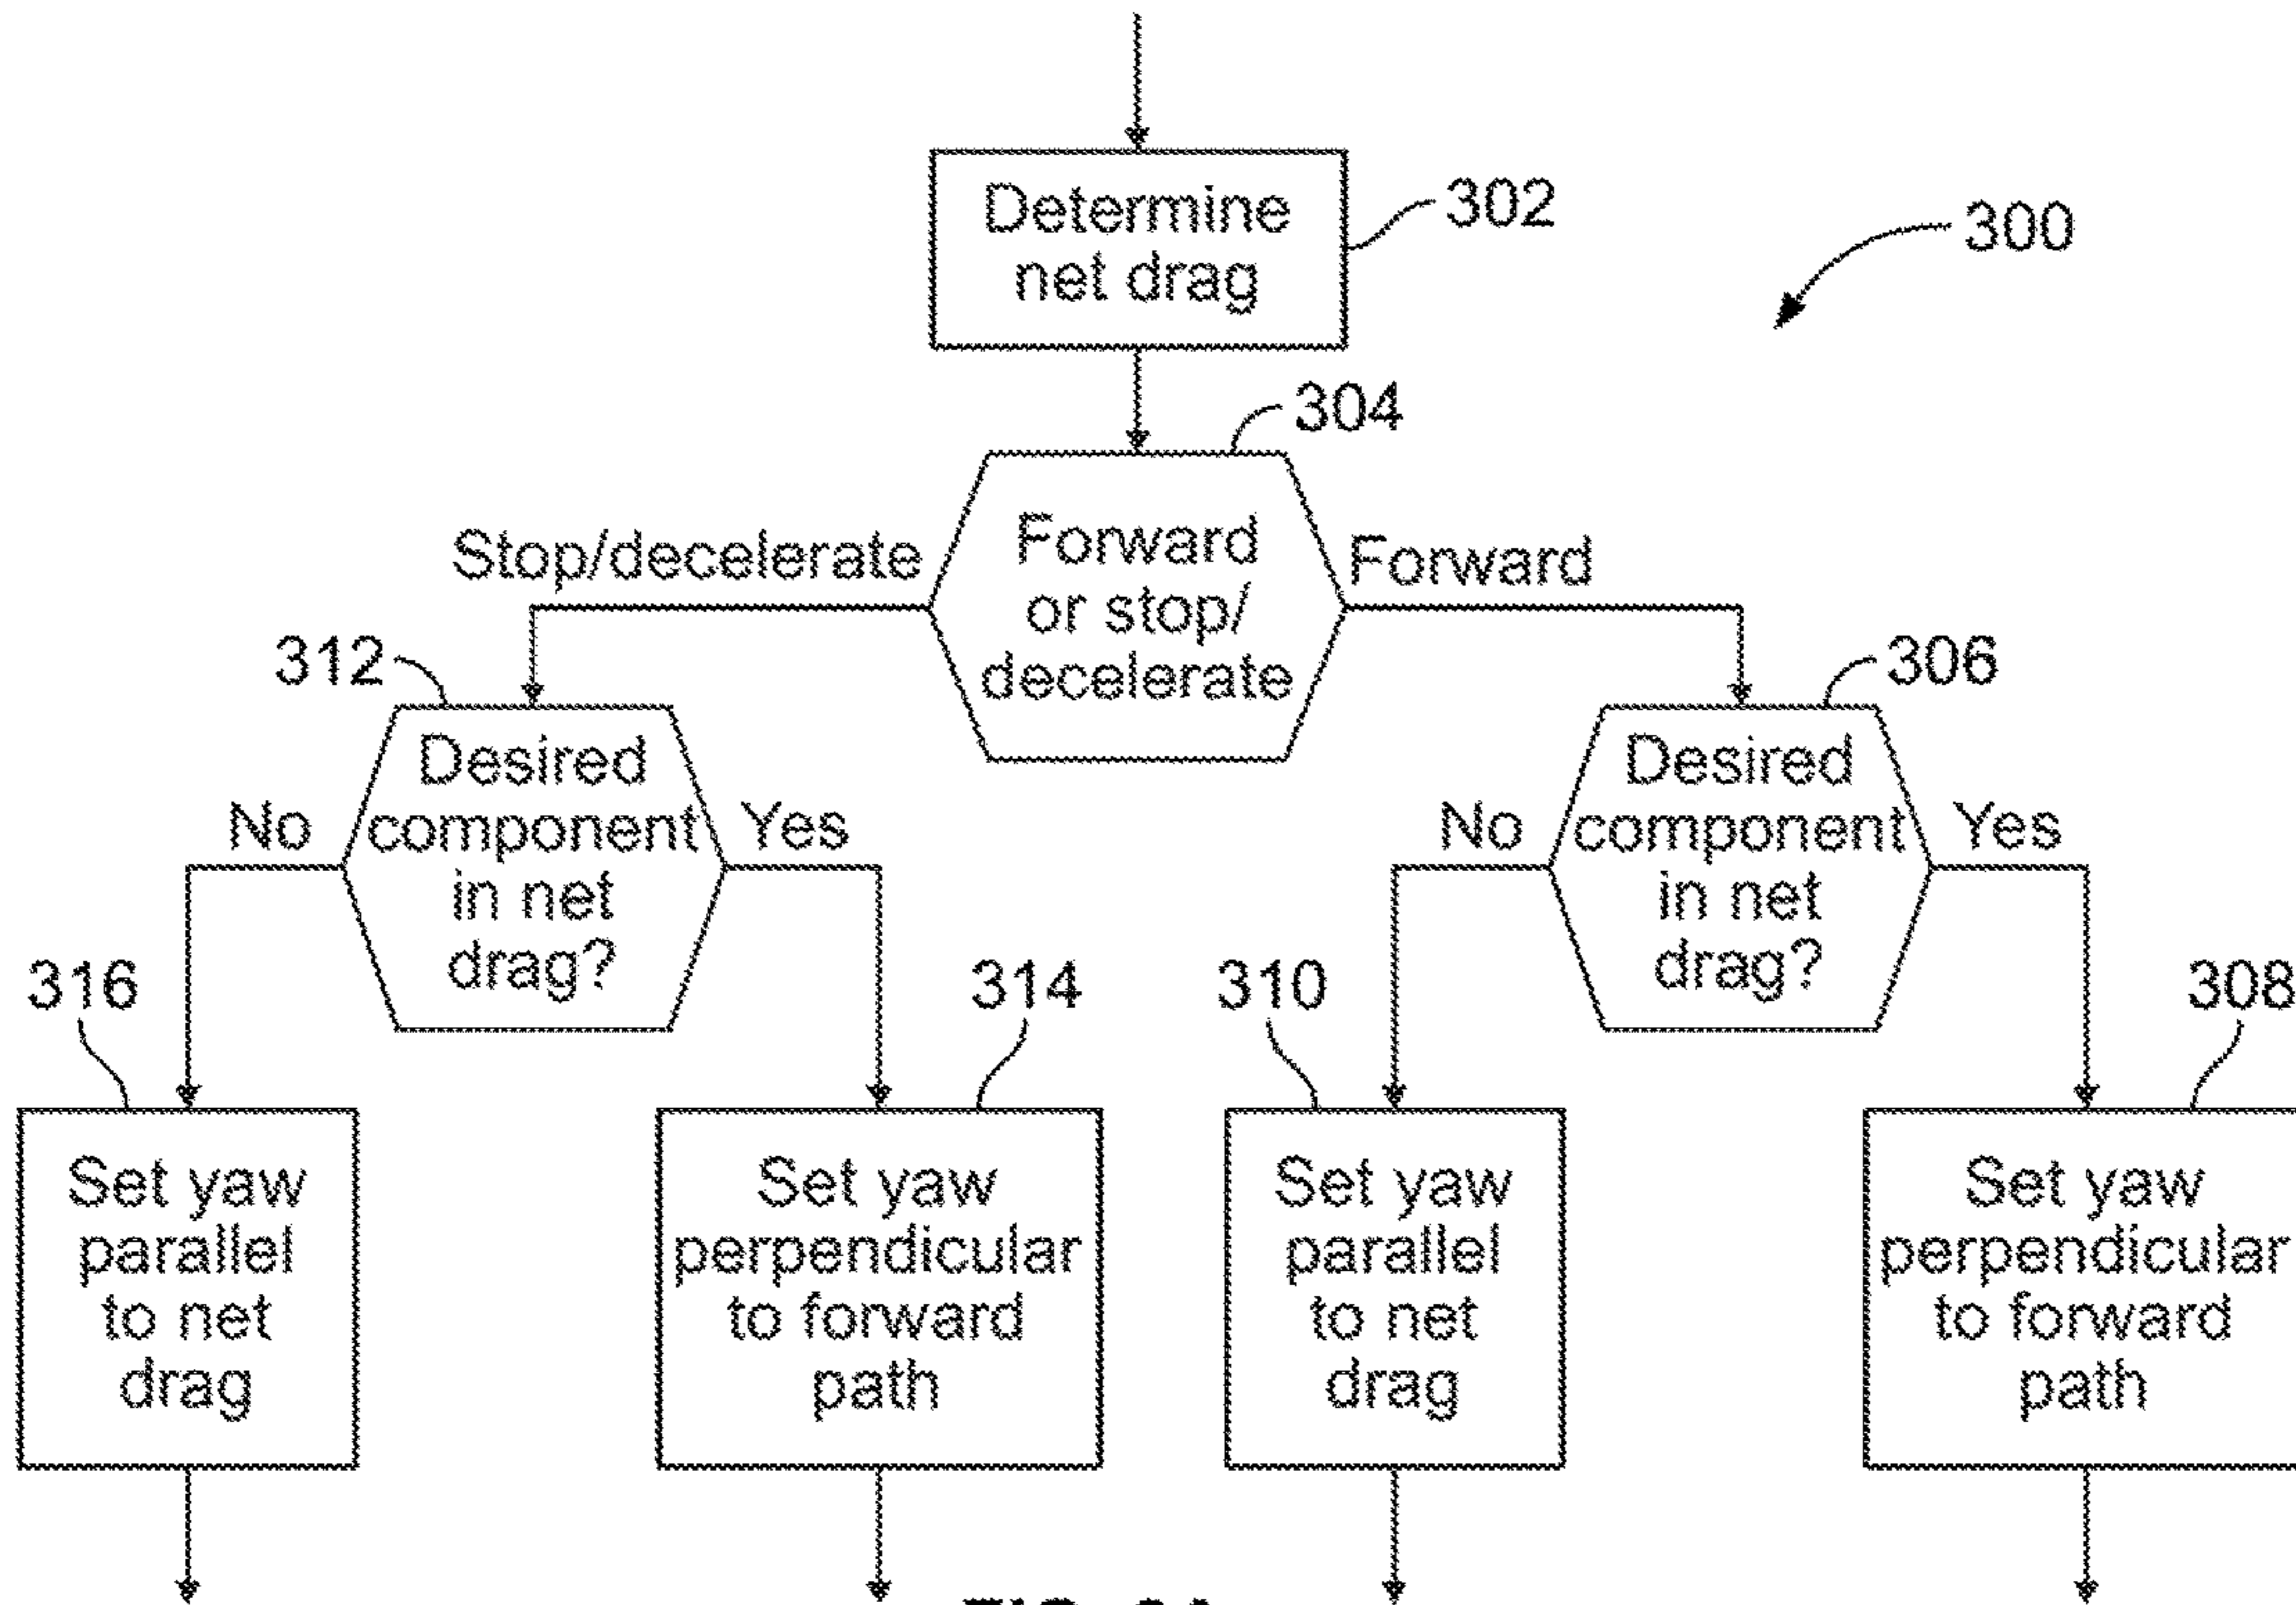 Determine
net drag
302
300
304
Forward
or stop/
decelerate
Stop/decelerate
Forward
312
306
Desired
component
in net
drag?
No
Yes
Desired
component
in net
drag?
No
Yes
316
314
310
308
Set yaw
parallel
to net
drag
Set yaw
perpendicular
to forward
path
Set yaw
parallel
to net
drag
Set yaw
perpendicular
to forward
path